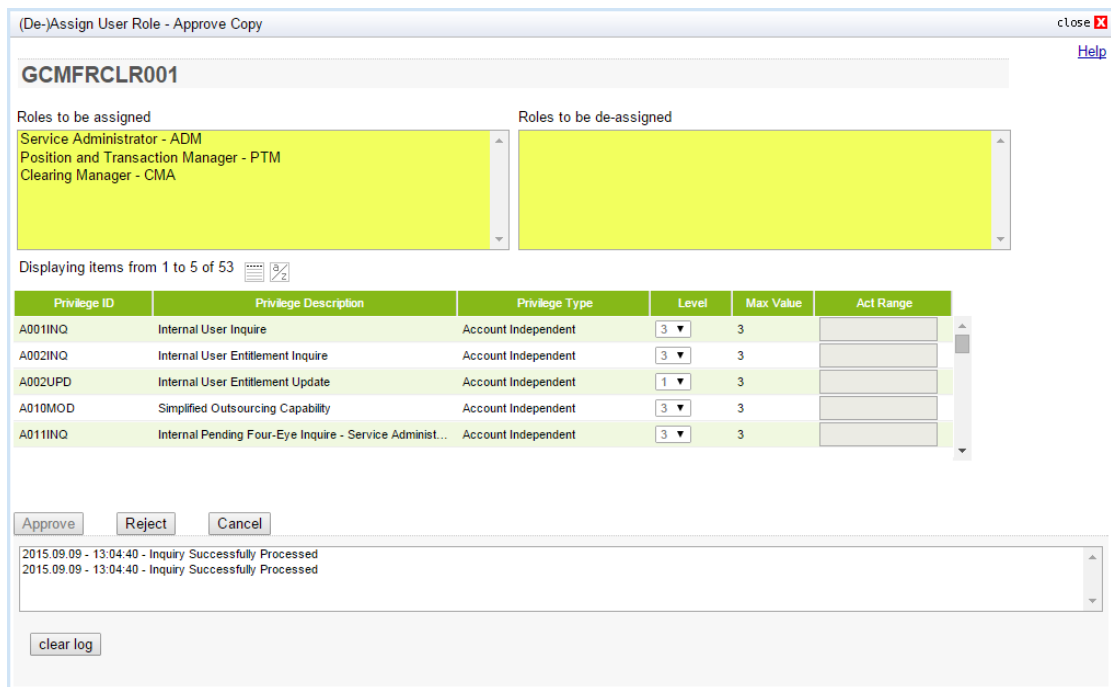 (De-)Assign User Role - Approve Copy close X
Help
GCMFRCLR001
Roles to be assigned Roles to be de-assigned
Service Administrator - ADM
Position and Transaction Manager - PTM
Clearing Manager - CMA
Displaying items from 1 to 5 of 53 a/z
Privilege ID Privilege Description Privilege Type Level Max Value Act Range
A001INQ Internal User Inquire Account Independent 3 3
A002INQ Internal User Entitlement Inquire Account Independent 3 3
A002UPD Internal User Entitlement Update Account Independent 1 3
A010MOD Simplified Outsourcing Capability Account Independent 3 3
A011INQ Internal Pending Four-Eye Inquire - Service Administ... Account Independent 3 3
Approve Reject Cancel
2015.09.09 - 13:04:40 - Inquiry Successfully Processed
2015.09.09 - 13:04:40 - Inquiry Successfully Processed
clear log